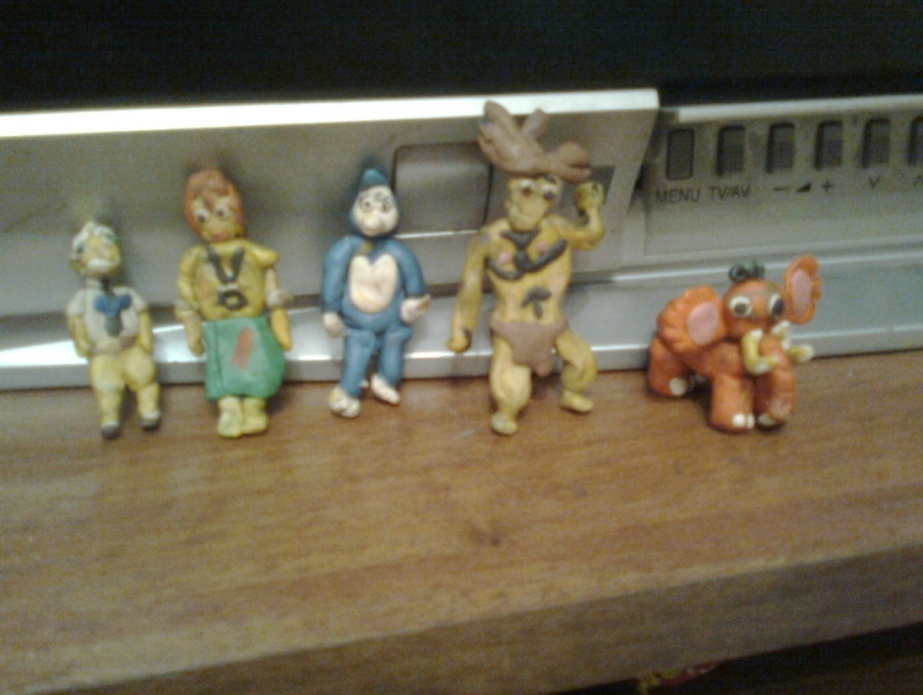 MENU TV/AV − ◢ + ∨ ∧